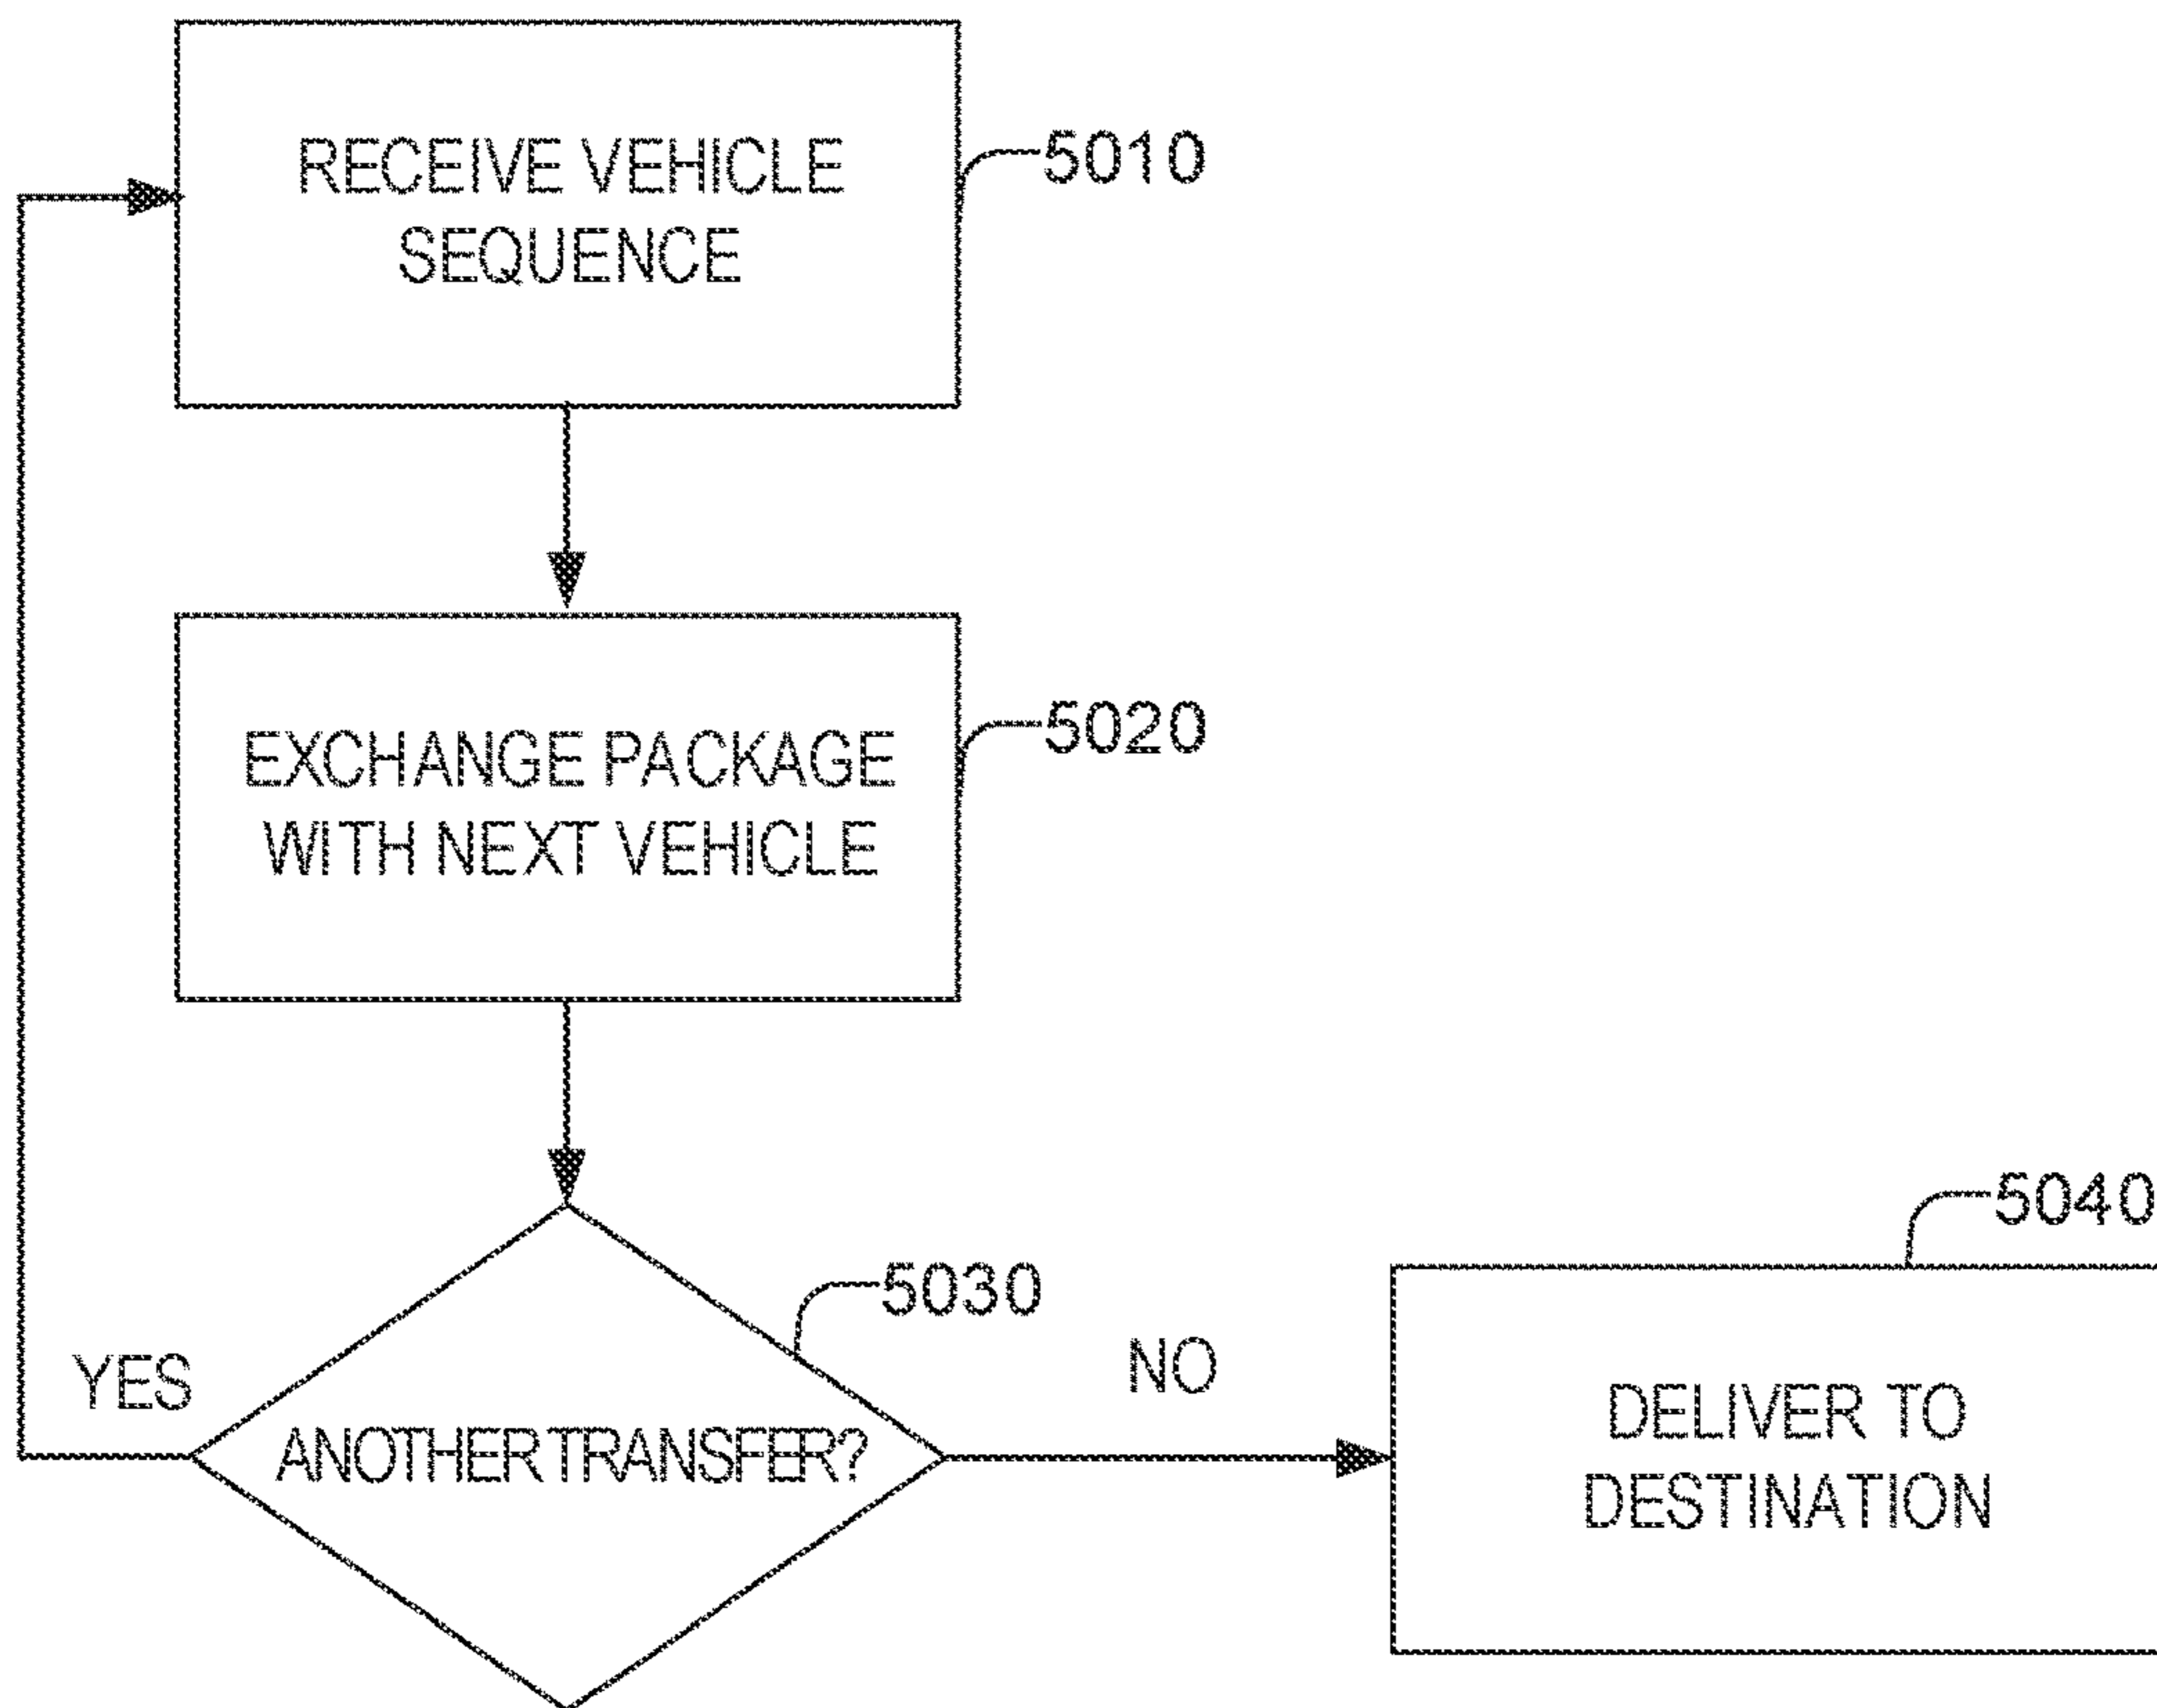 RECEIVE VEHICLE
SEQUENCE
5010
EXCHANGE PACKAGE
WITH NEXT VEHICLE
5020
5030
ANOTHER TRANSFER?
YES
NO
5040
DELIVER TO
DESTINATION